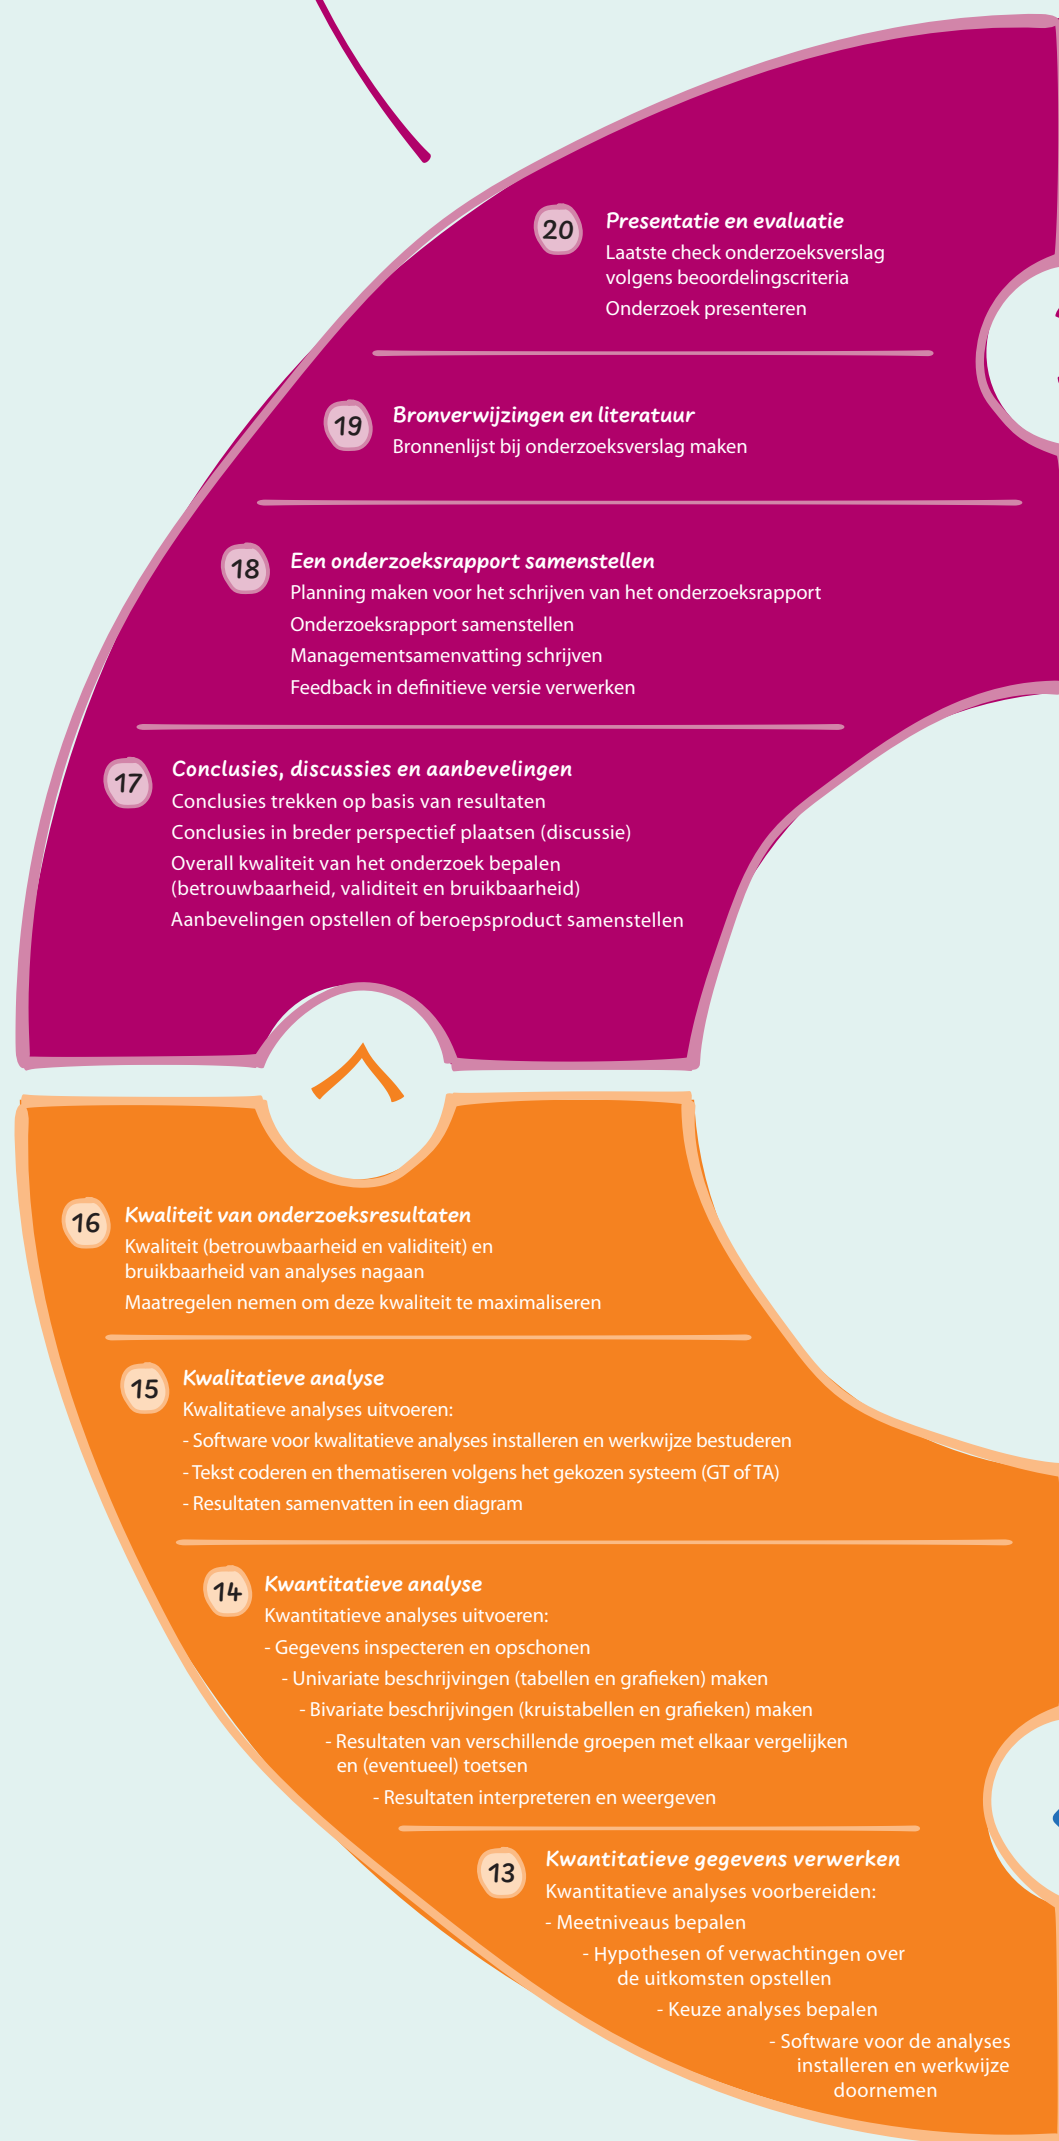 20
Presentatie en evaluatie
Laatste check onderzoeksverslag
volgens beoordelingscriteria
Onderzoek presenteren
19
Bronverwijzingen en literatuur
Bronnenlijst bij onderzoeksverslag maken
18
Een onderzoeksrapport samenstellen
Planning maken voor het schrijven van het onderzoeksrapport
Onderzoeksrapport samenstellen
Managementsamenvatting schrijven
Feedback in definitieve versie verwerken
17
Conclusies, discussies en aanbevelingen
Conclusies trekken op basis van resultaten
Conclusies in breder perspectief plaatsen (discussie)
Overall kwaliteit van het onderzoek bepalen
(betrouwbaarheid, validiteit en bruikbaarheid)
Aanbevelingen opstellen of beroepsproduct samenstellen
16
Kwaliteit van onderzoeksresultaten
Kwaliteit (betrouwbaarheid en validiteit) en
bruikbaarheid van analyses nagaan
Maatregelen nemen om deze kwaliteit te maximaliseren
15
Kwalitatieve analyse
Kwalitatieve analyses uitvoeren:
- Software voor kwalitatieve analyses installeren en werkwijze bestuderen
- Tekst coderen en thematiseren volgens het gekozen systeem (GT of TA)
- Resultaten samenvatten in een diagram
14
Kwantitatieve analyse
Kwantitatieve analyses uitvoeren:
- Gegevens inspecteren en opschonen
- Univariate beschrijvingen (tabellen en grafieken) maken
- Bivariate beschrijvingen (kruistabellen en grafieken) maken
- Resultaten van verschillende groepen met elkaar vergelijken
en (eventueel) toetsen
- Resultaten interpreteren en weergeven
13
Kwantitatieve gegevens verwerken
Kwantitatieve analyses voorbereiden:
- Meetniveaus bepalen
- Hypothesen of verwachtingen over
de uitkomsten opstellen
- Keuze analyses bepalen
- Software voor de analyses
installeren en werkwijze
doornemen